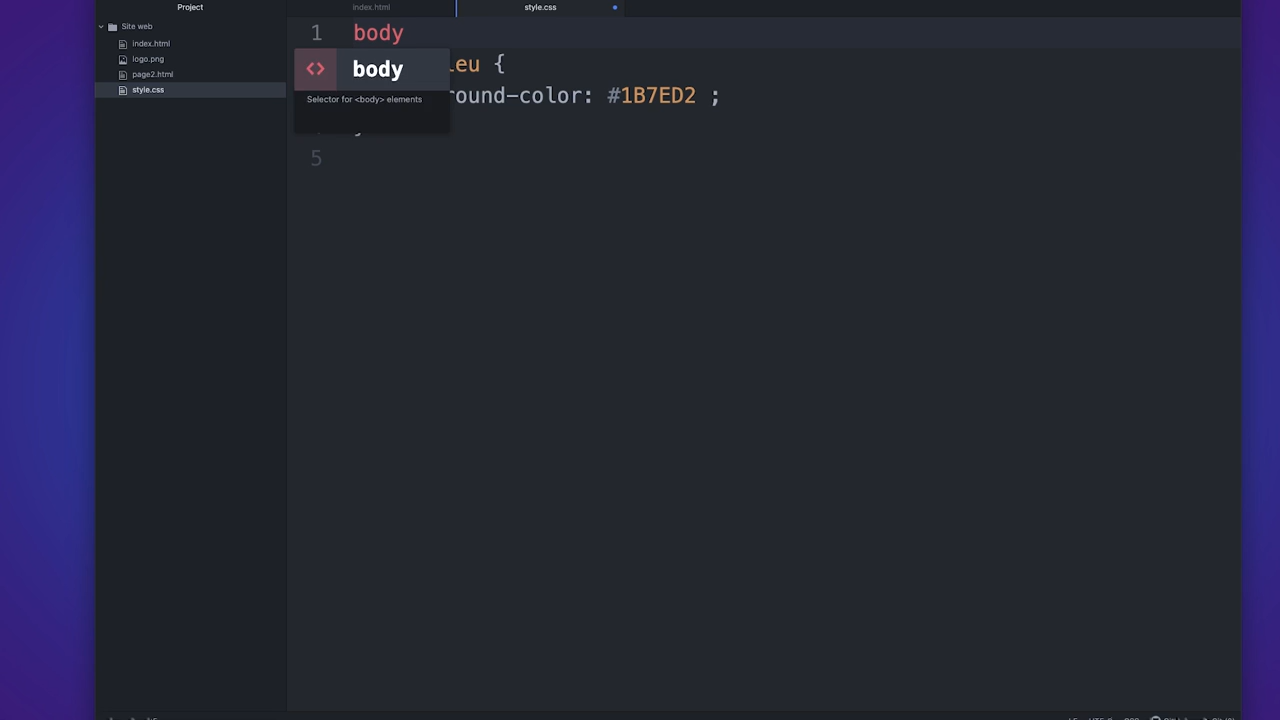 Project
index.html
style.css
Site web
index.html
logo.png
page2.html
style.css
1 body
body
eu {
round-color: #1B7ED2 ;
Selector for <body> elements
5